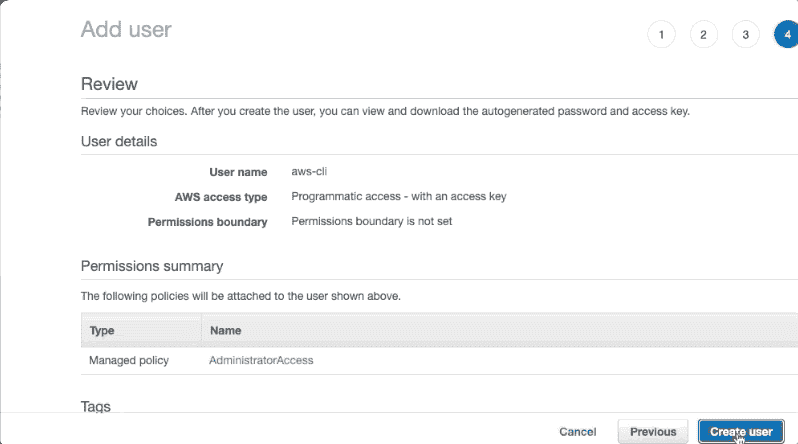 Add user
1 2 3 4
Review
Review your choices. After you create the user, you can view and download the autogenerated password and access key.
User details
User name aws-cli
AWS access type Programmatic access - with an access key
Permissions boundary Permissions boundary is not set
Permissions summary
The following policies will be attached to the user shown above.
Type Name
Managed policy AdministratorAccess
Tags
Cancel Previous Create user